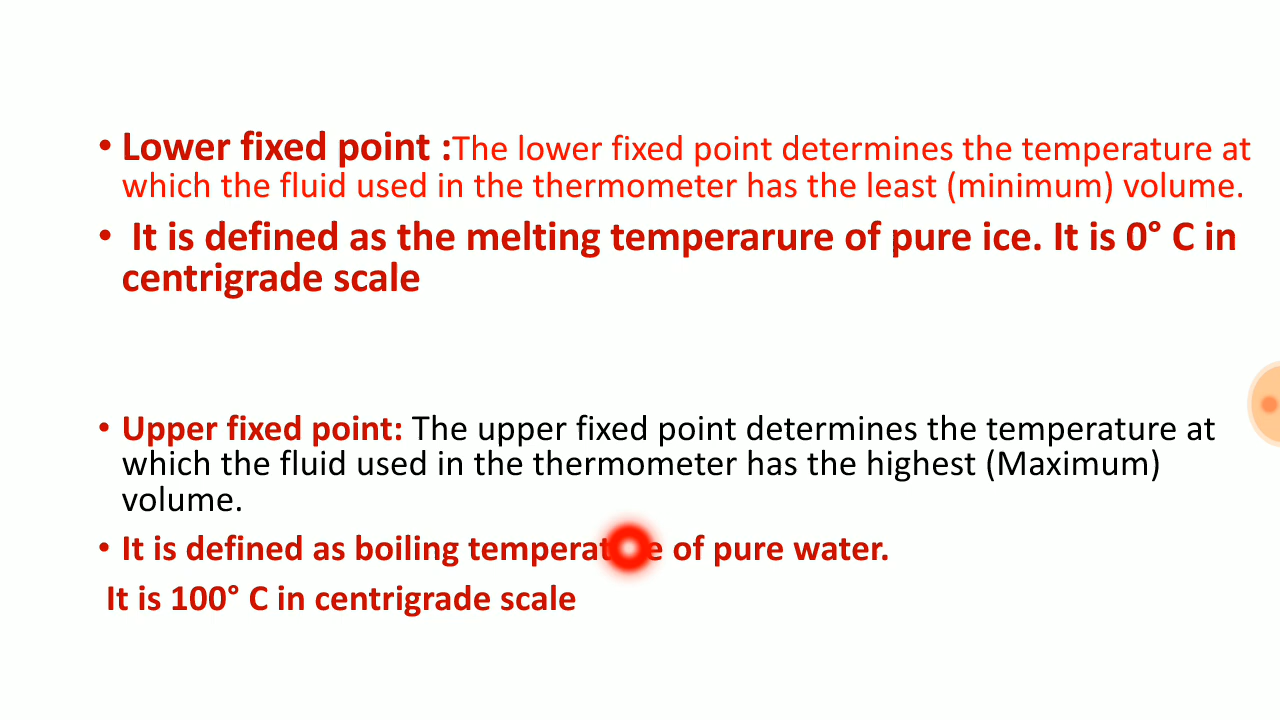 • Lower fixed point :The lower fixed point determines the temperature at
which the fluid used in the thermometer has the least (minimum) volume.
• It is defined as the melting temperarure of pure ice. It is 0° C in
centrigrade scale
• Upper fixed point: The upper fixed point determines the temperature at
which the fluid used in the thermometer has the highest (Maximum)
volume.
• It is defined as boiling temperature of pure water.
It is 100° C in centrigrade scale